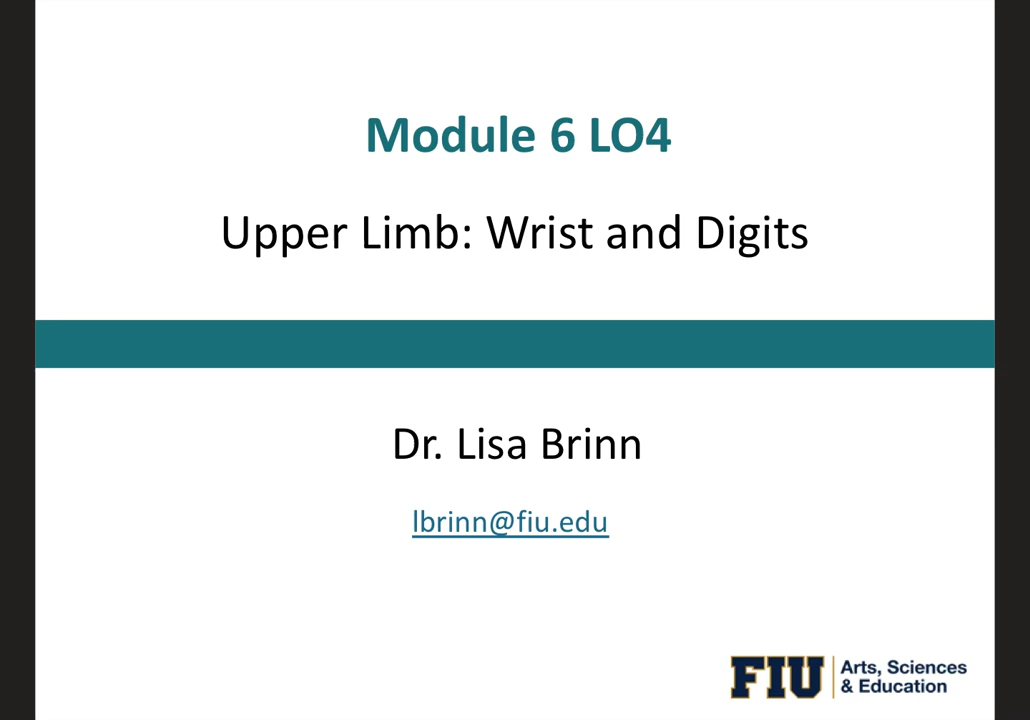 Module 6 LO4
Upper Limb: Wrist and Digits
Dr. Lisa Brinn
lbrinn@fiu.edu
FIU Arts, Sciences
& Education